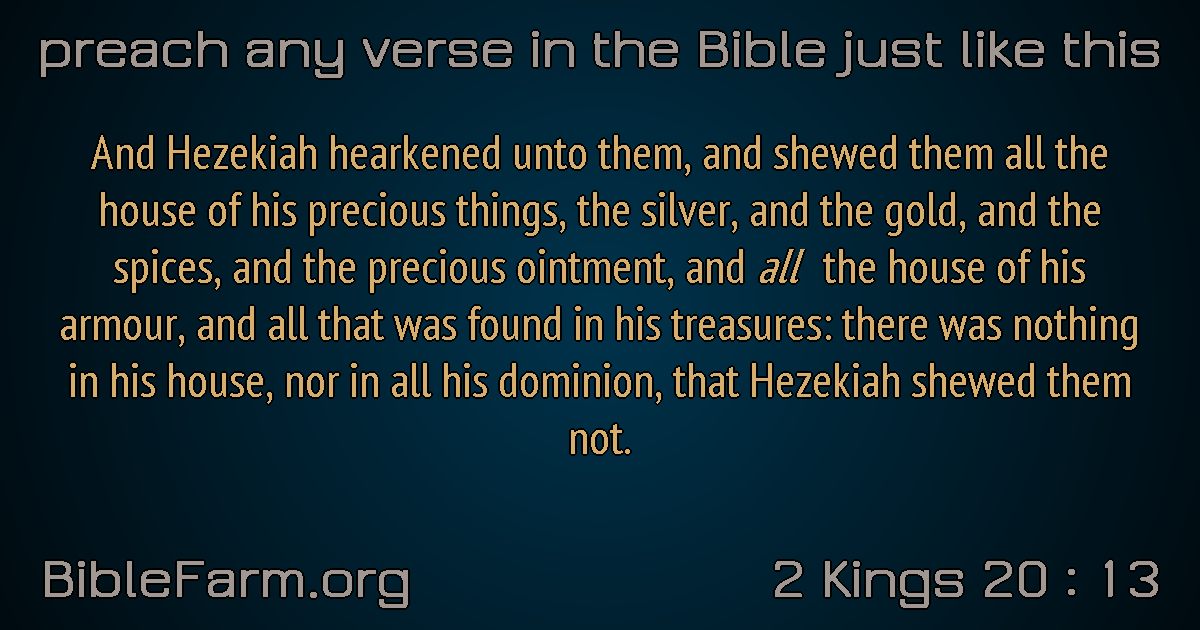 preach any verse in the Bible just like this
And Hezekiah hearkened unto them, and shewed them all the
house of his precious things, the silver, and the gold, and the
spices, and the precious ointment, and all the house of his
armour, and all that was found in his treasures: there was nothing
in his house, nor in all his dominion, that Hezekiah shewed them
not.
BibleFarm.org
2 Kings 20 : 13